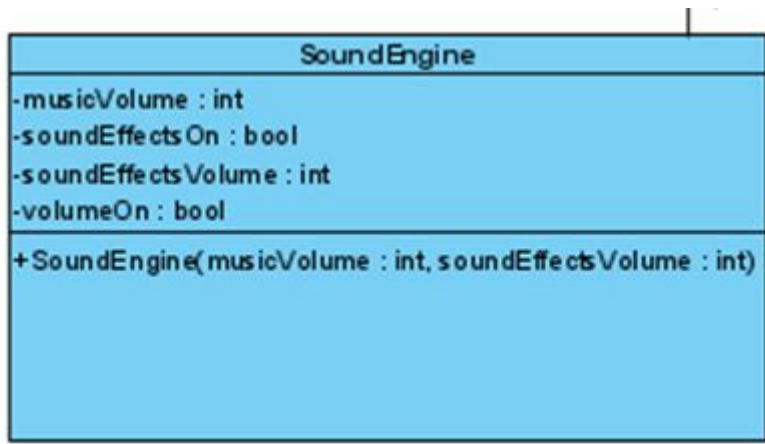 SoundEngine
-musicVolume : int
-soundEffectsOn : bool
-soundEffectsVolume : int
-volumeOn : bool
+SoundEngine(musicVolume : int, soundEffectsVolume : int)